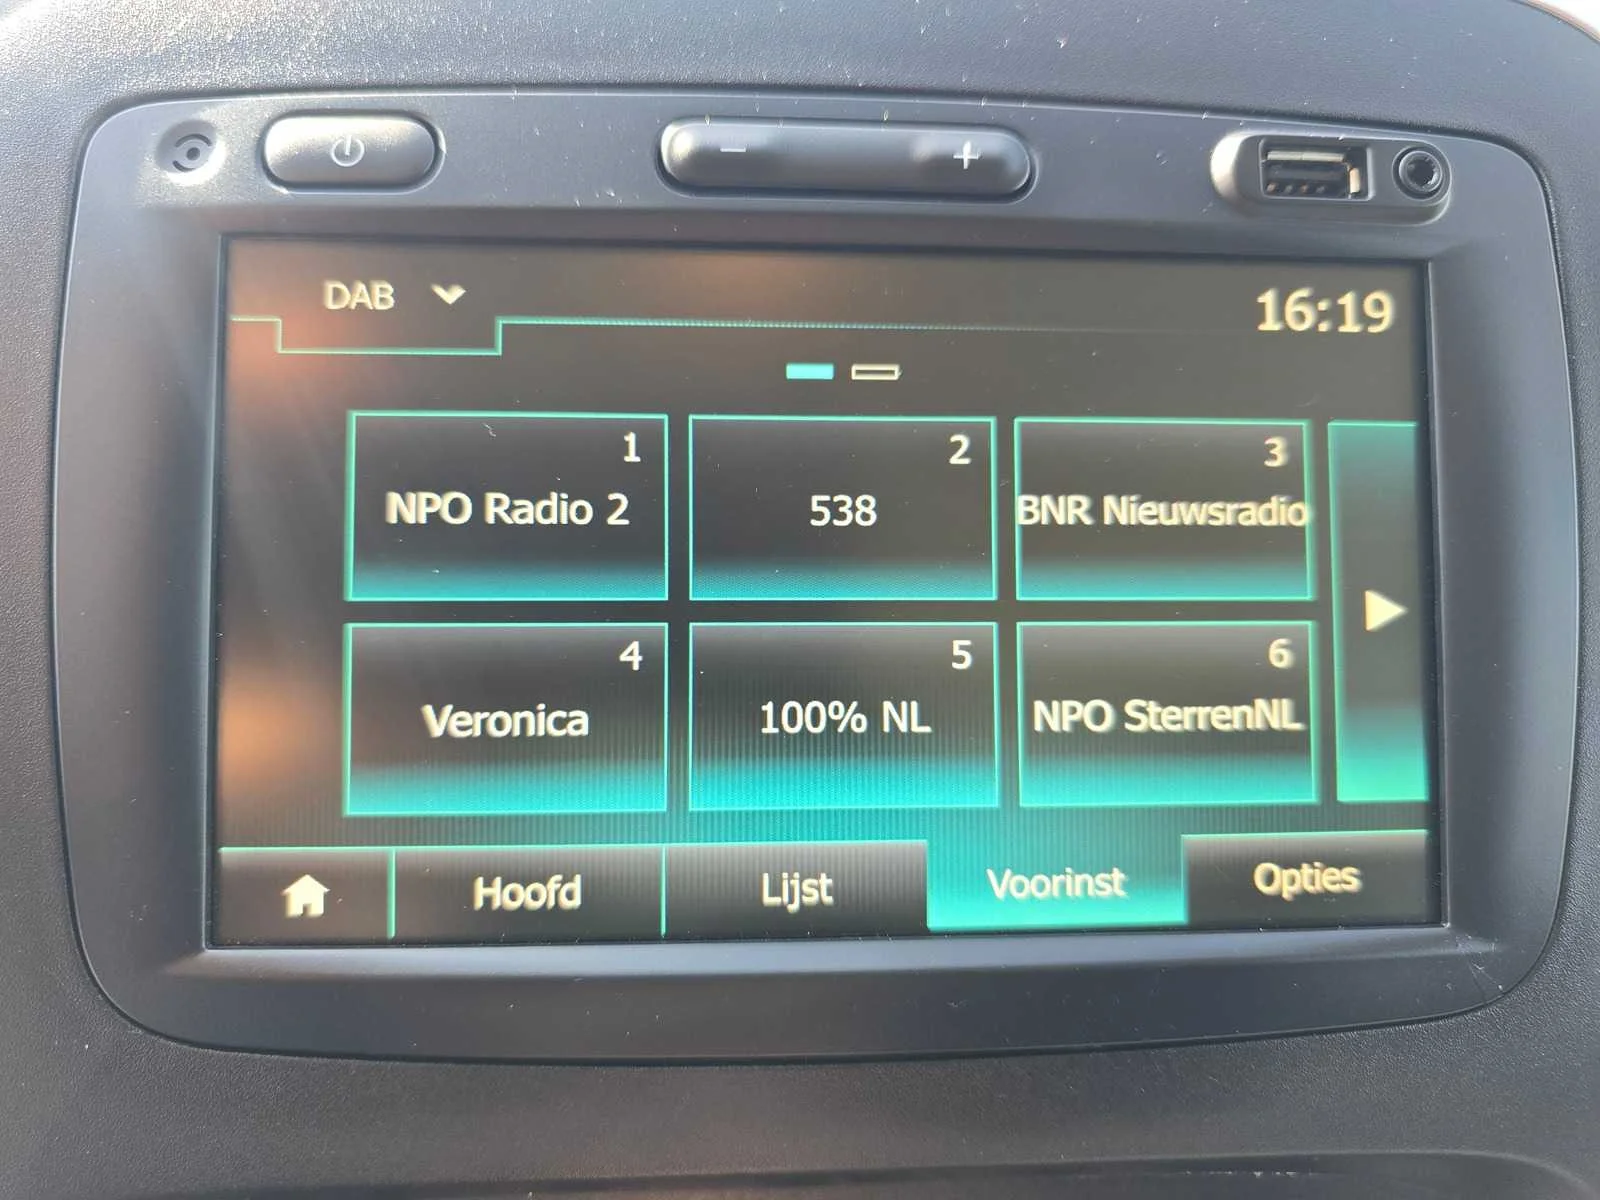 DAB
16:19
1
NPO Radio 2
2
538
3
BNR Nieuwsradio
4
Veronica
5
100% NL
6
NPO SterrenNL
Hoofd
Lijst
Voorinst
Opties